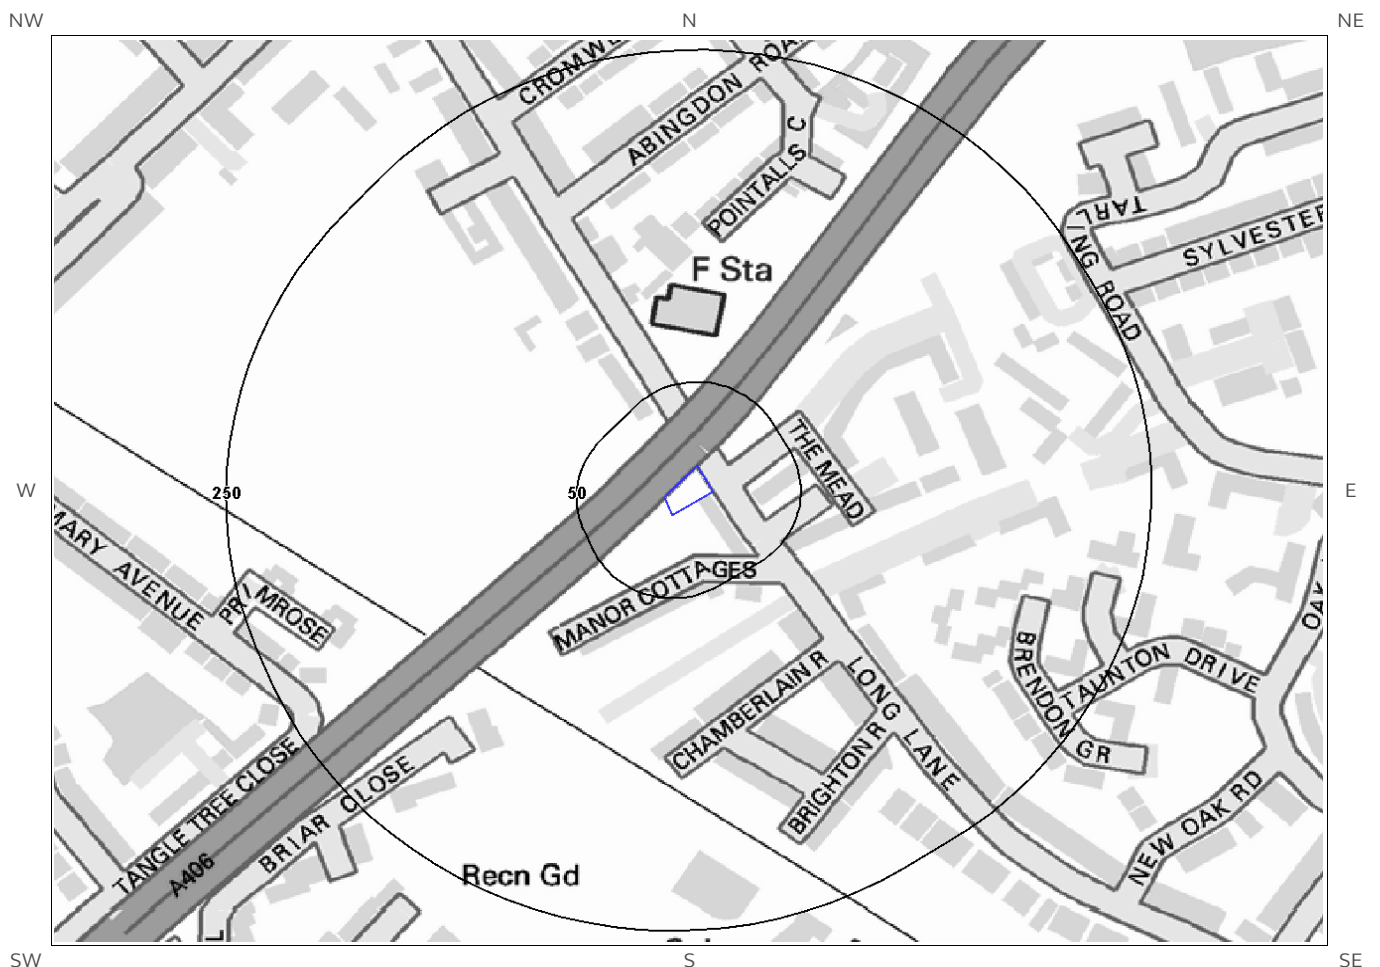 NW
N
NE
CROMWE
ABINGDON ROA
POINTALLS C
F Sta
TARL
ING ROAD
SYLVESTER
THE MEAD
W
250
50
E
MARY AVENUE
PRIMROSE
MANOR COTTAGES
OAK
BRENDON GR
TAUNTON DRIVE
CHAMBERLAIN R
LONG LANE
BRIGHTON R
TANGLE TREE CLOSE
BRIAR CLOSE
A406
NEW OAK RD
Recn Gd
L
SW
S
SE